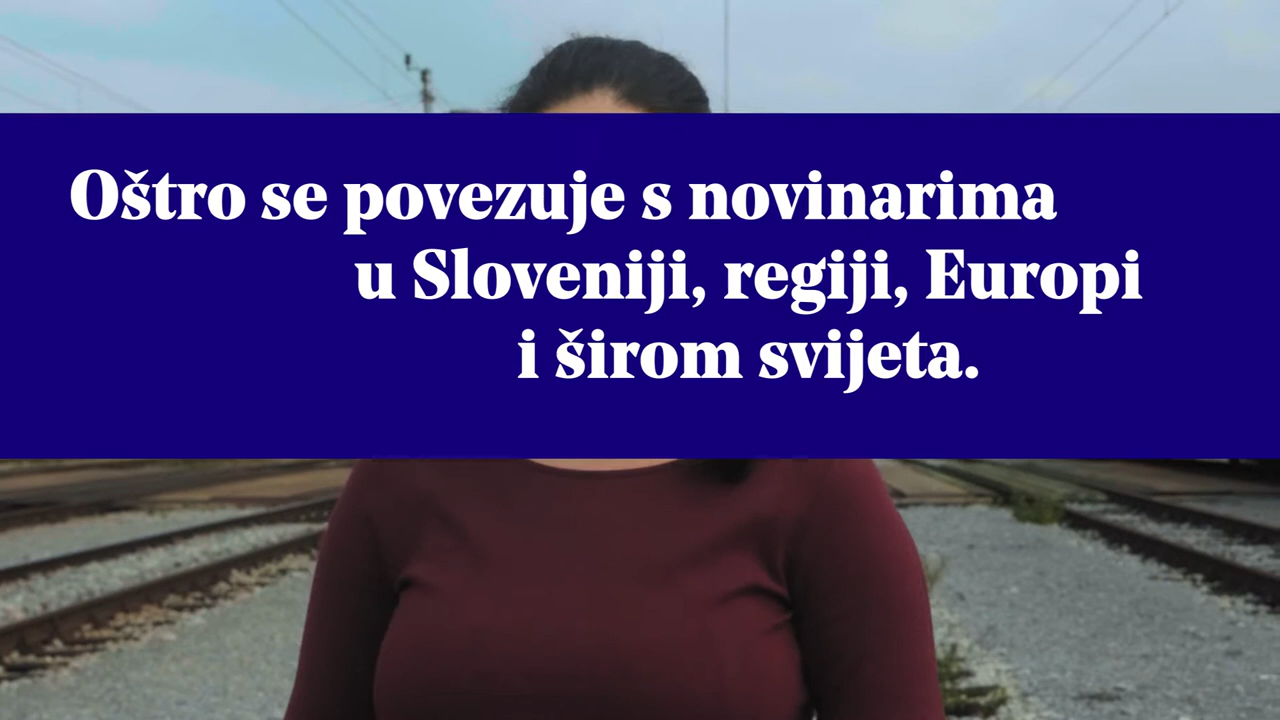 Oštro se povezuje s novinarima
u Sloveniji, regiji, Europi
i širom svijeta.